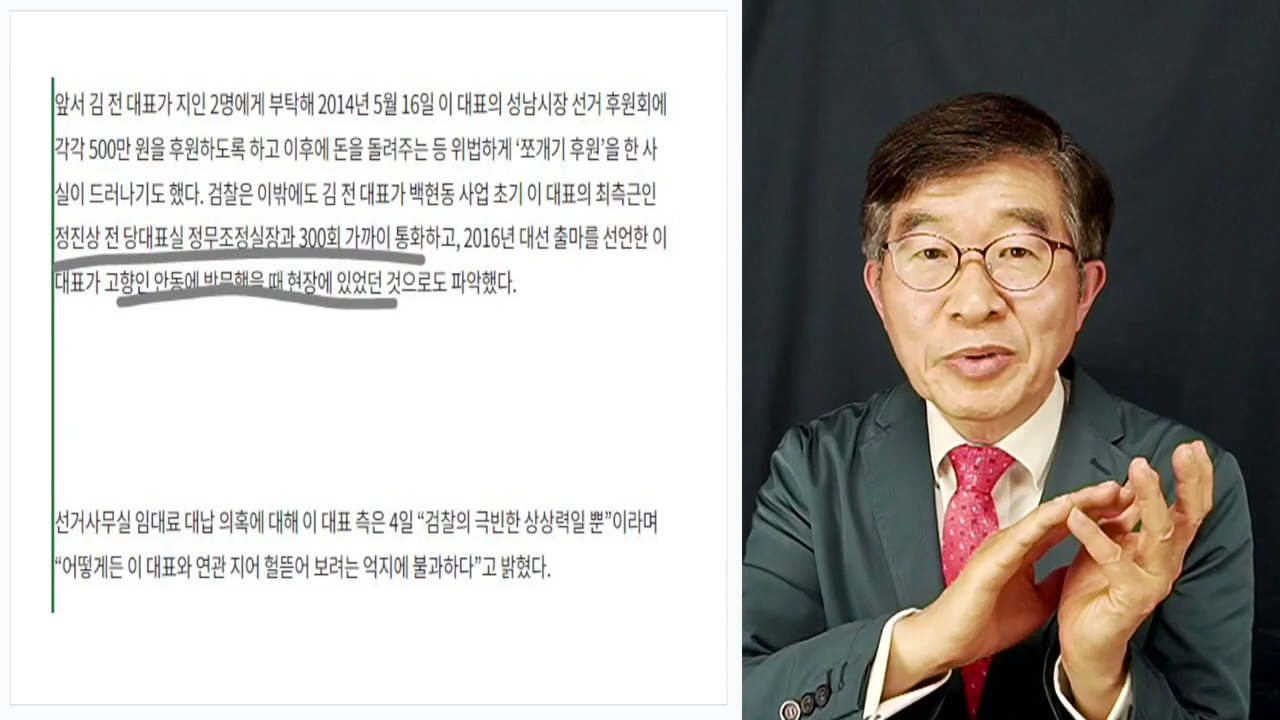 앞서 김 전 대표가 지인 2명에게 부탁해 2014년 5월 16일 이 대표의 성남시장 선거 후원회에
각각 500만 원을 후원하도록 하고 이후에 돈을 돌려주는 등 위법하게 ‘쪼개기 후원’을 한 사
실이 드러나기도 했다. 검찰은 이밖에도 김 전 대표가 백현동 사업 초기 이 대표의 최측근인
정진상 전 당대표실 정무조정실장과 300회 가까이 통화하고, 2016년 대선 출마를 선언한 이
대표가 고향인 안동에 방문했을 때 현장에 있었던 것으로도 파악했다.
선거사무실 임대료 대납 의혹에 대해 이 대표 측은 4일 “검찰의 극빈한 상상력일 뿐”이라며
“어떻게든 이 대표와 연관 지어 헐뜯어 보려는 억지에 불과하다”고 밝혔다.